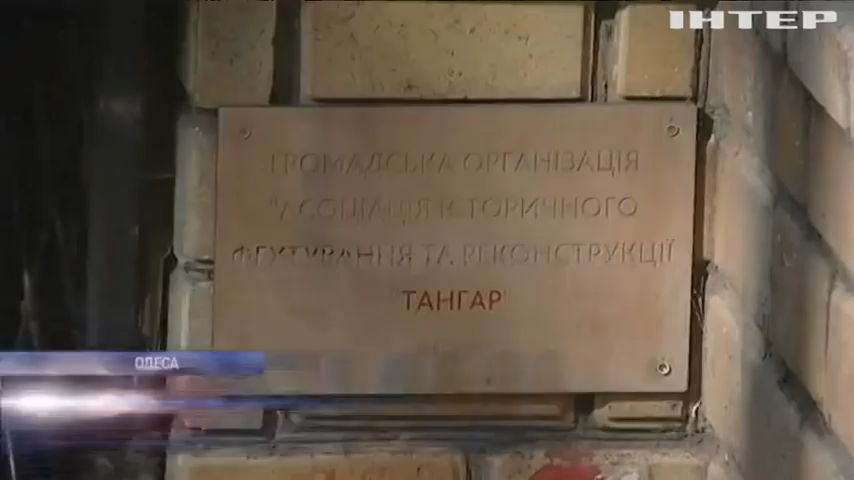 ІНТЕР
ГРОМАДСЬКА ОРГАНІЗАЦІЯ
"АСОЦІАЦІЯ ІСТОРИЧНОГО
ФЕХТУВАННЯ ТА РЕКОНСТРУКЦІЇ
ТАНГАР"
ОДЕСА